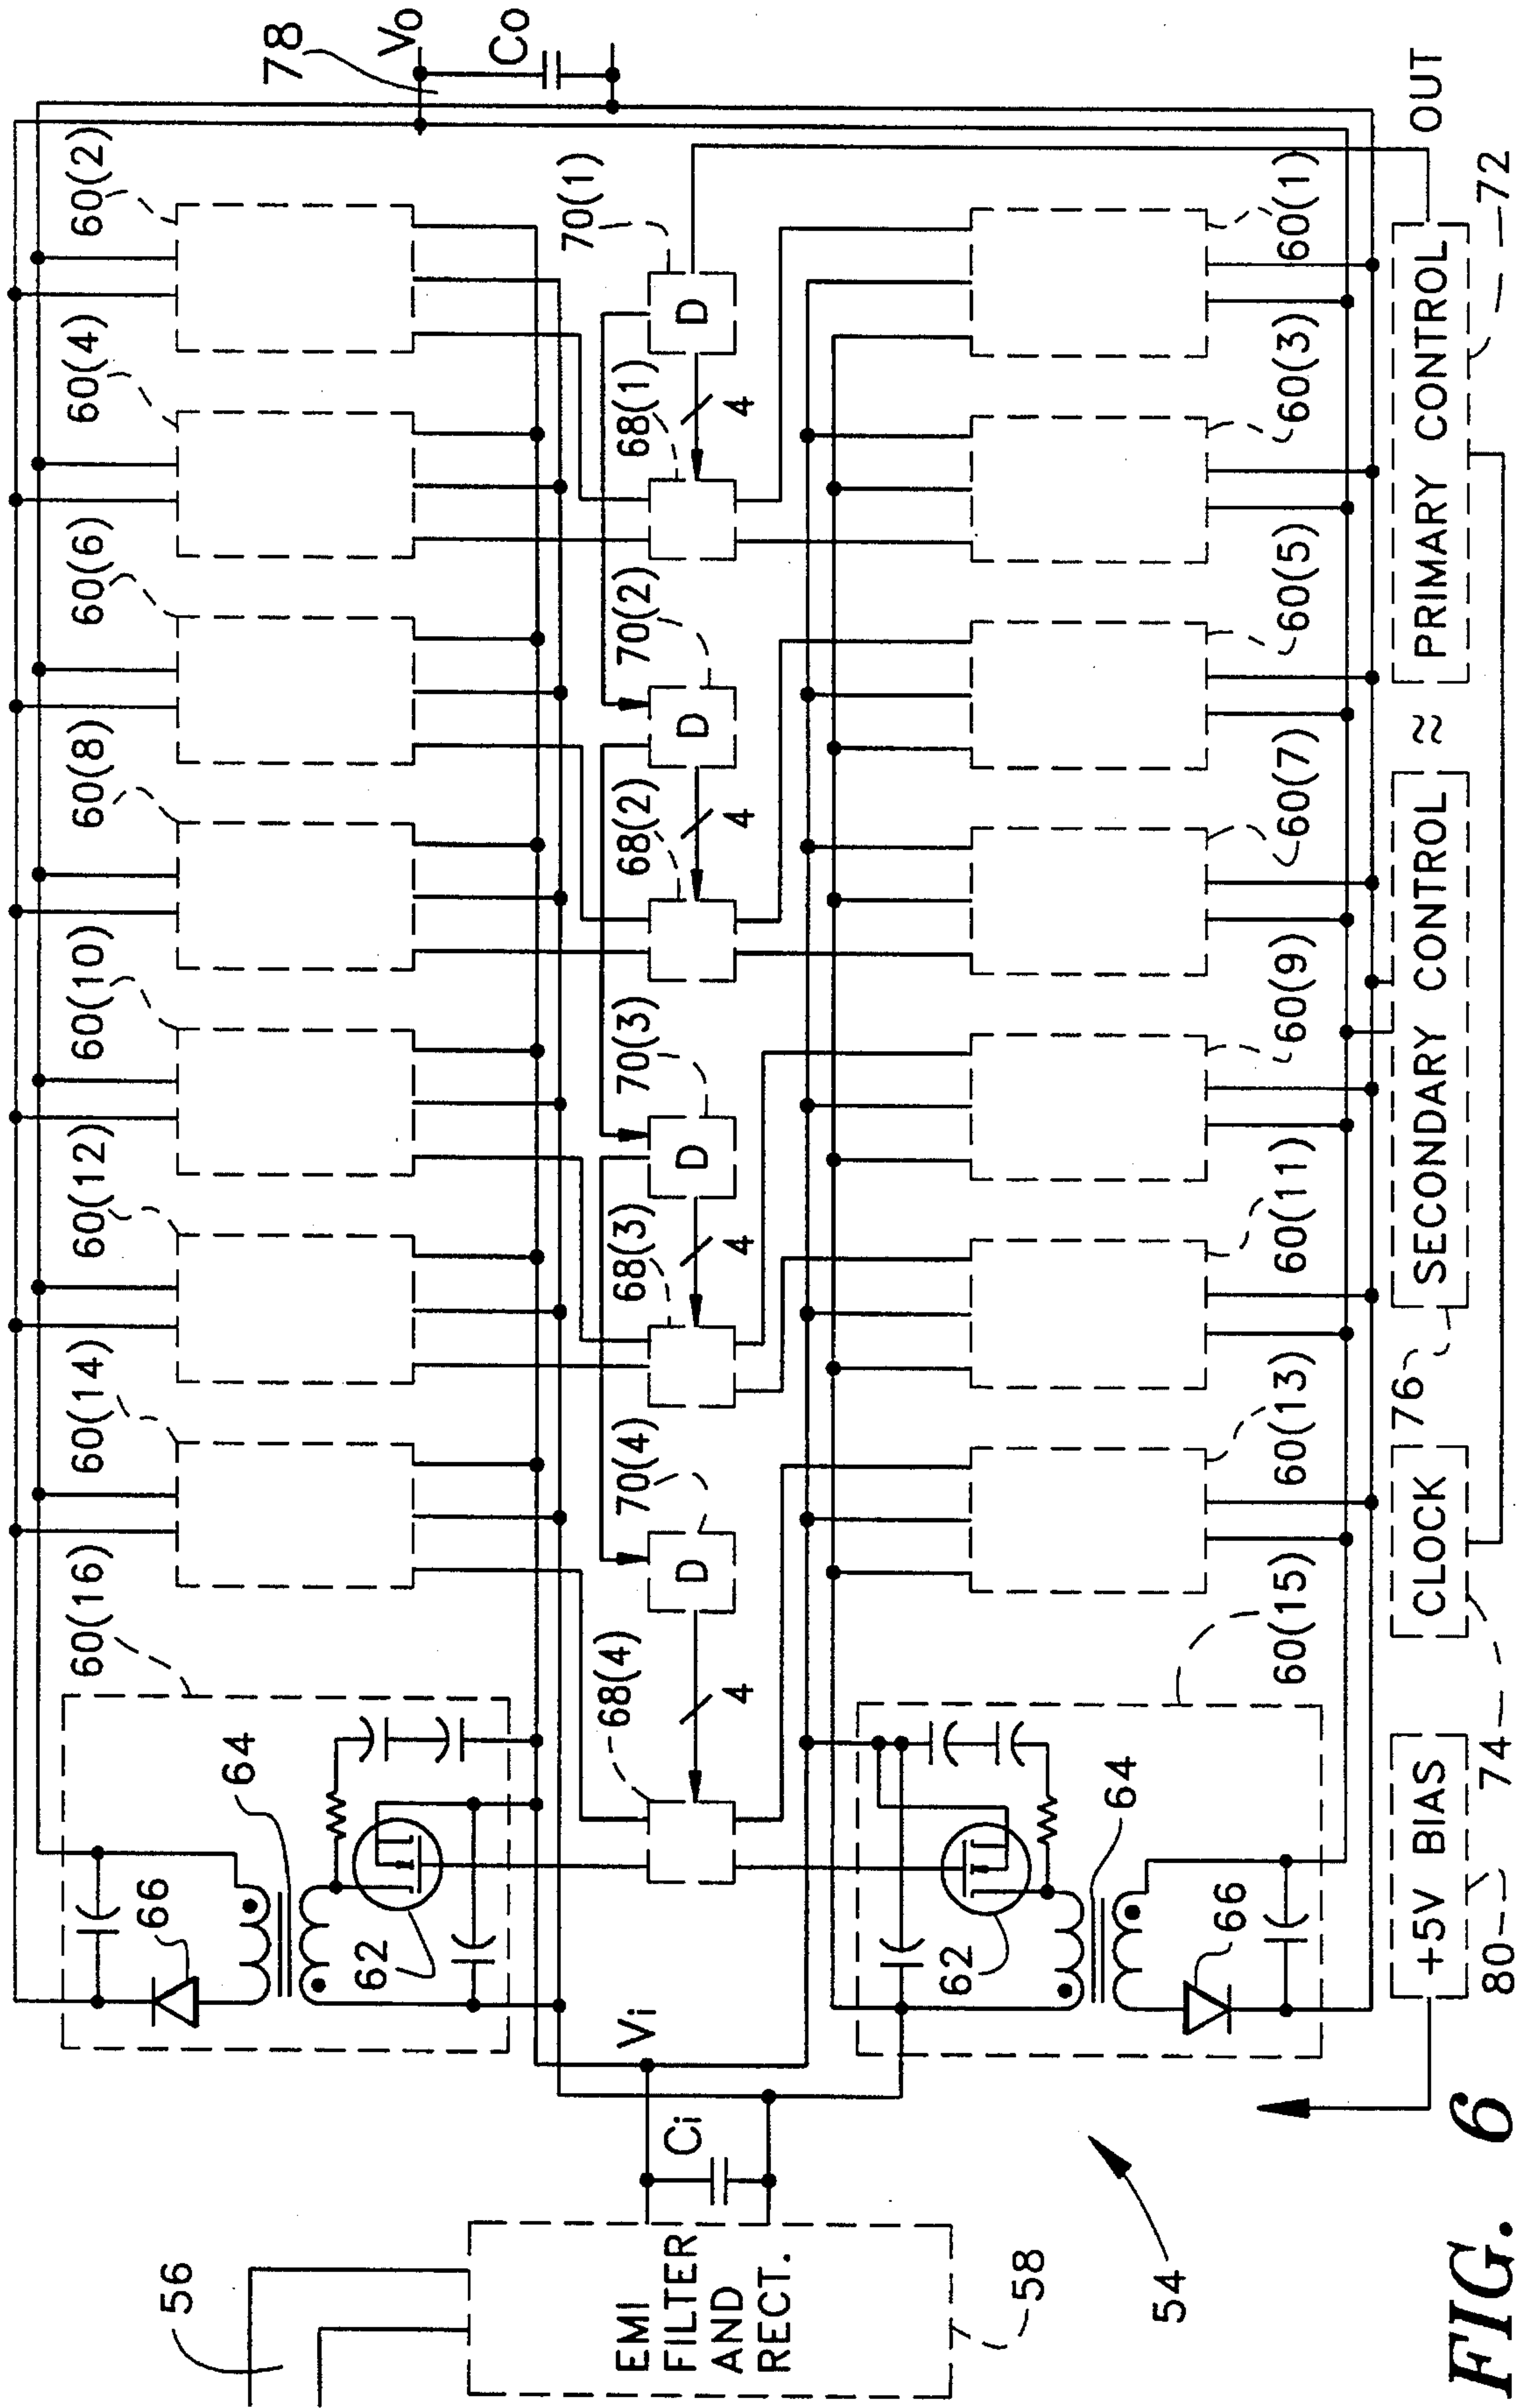 56
EMI
FILTER
AND
RECT.
58
54
Ci
Vi
60(16)
60(14)
60(12)
60(10)
60(8)
60(6)
60(4)
60(2)
78
Vo
Co
66
64
62
68(4)
70(4)
68(3)
70(3)
68(2)
70(2)
68(1)
70(1)
D
D
D
D
4
4
4
4
62
64
66
60(15)
60(13)
60(11)
60(9)
60(7)
60(5)
60(3)
60(1)
+5V BIAS
CLOCK
SECONDARY CONTROL
≈
PRIMARY CONTROL
OUT
80
74
76
72
FIG. 6